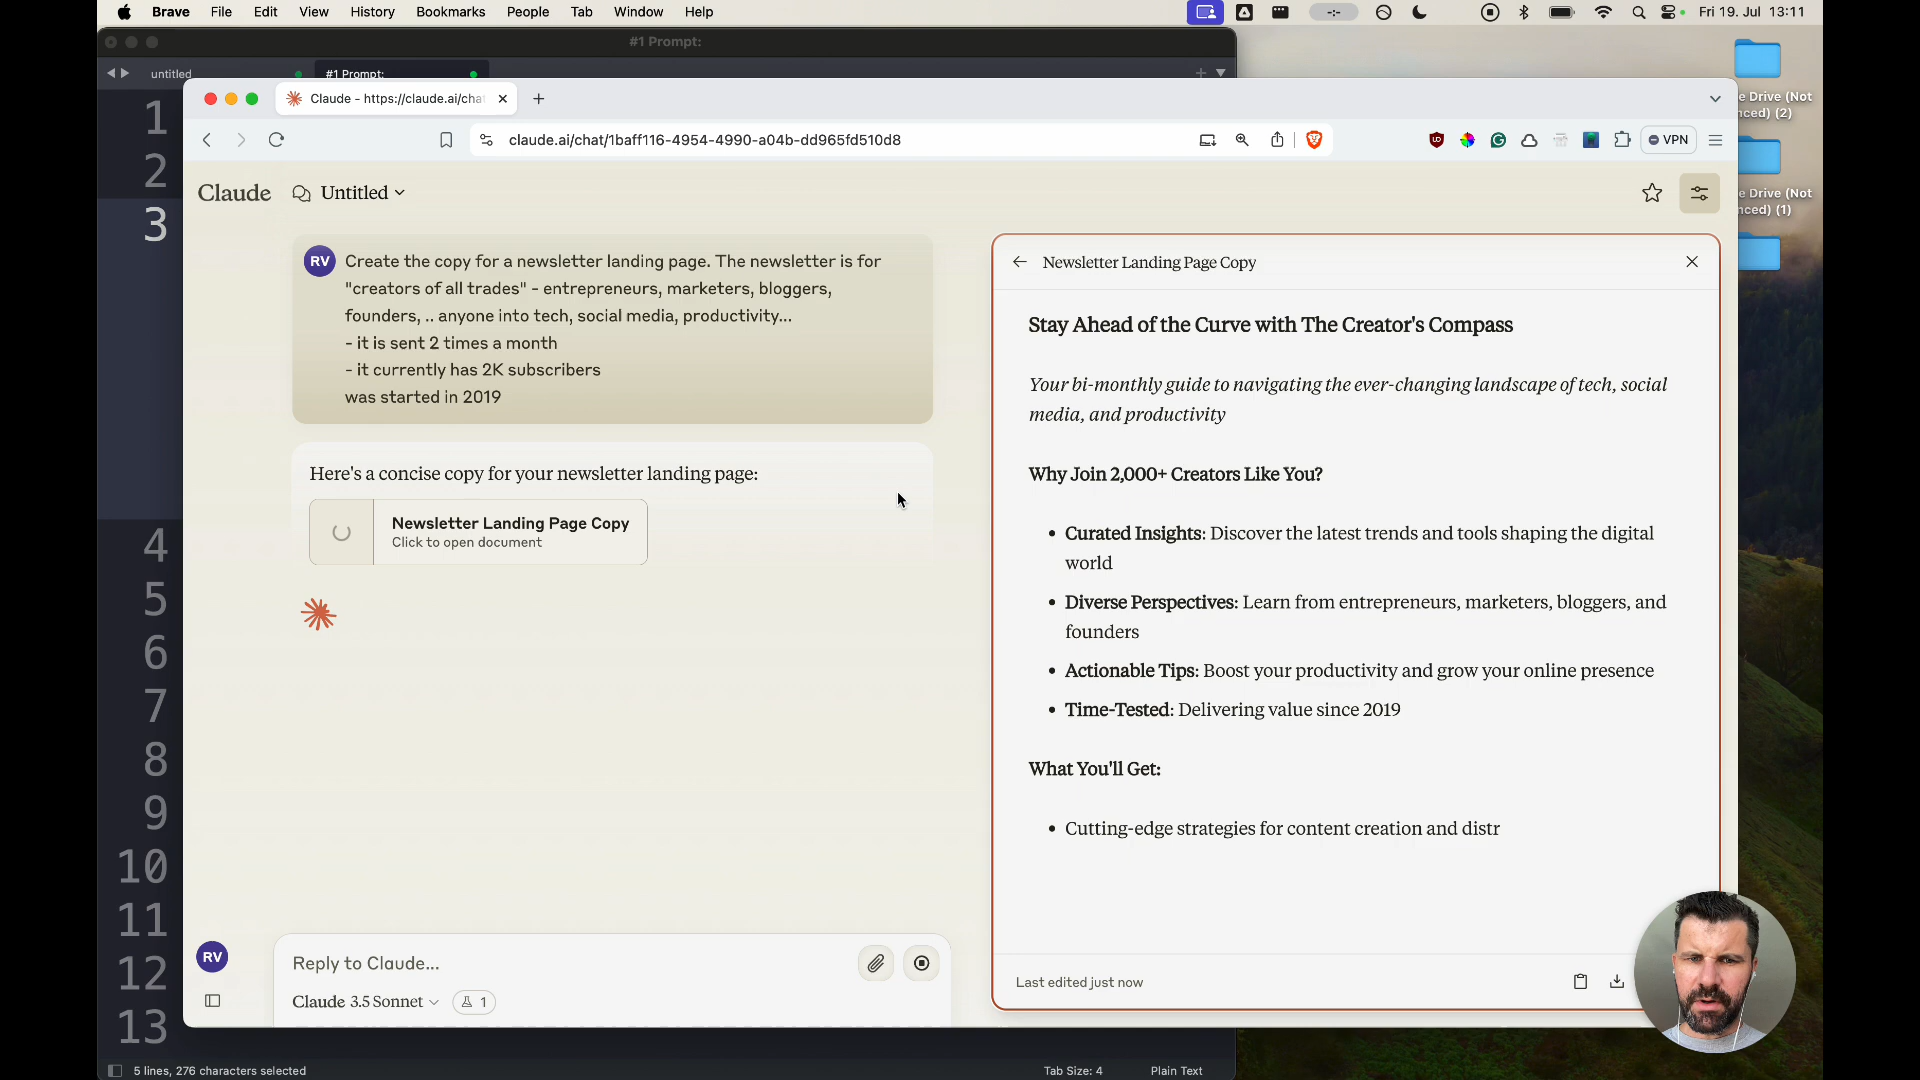 Brave File Edit View History Bookmarks People Tab Window Help
Fri 19. Jul 13:11
#1 Prompt:
untitled
#1 Prompt:
Claude - https://claude.ai/cha
claude.ai/chat/1baff116-4954-4990-a04b-dd965fd510d8
VPN
e Drive (Not
nced) (2)
e Drive (Not
nced) (1)
Claude
Untitled
RV
Create the copy for a newsletter landing page. The newsletter is for
"creators of all trades" - entrepreneurs, marketers, bloggers,
founders, .. anyone into tech, social media, productivity...
- it is sent 2 times a month
- it currently has 2K subscribers
was started in 2019
Here's a concise copy for your newsletter landing page:
Newsletter Landing Page Copy
Click to open document
RV
Reply to Claude...
Claude 3.5 Sonnet
1
Newsletter Landing Page Copy
Stay Ahead of the Curve with The Creator's Compass
Your bi-monthly guide to navigating the ever-changing landscape of tech, social
media, and productivity
Why Join 2,000+ Creators Like You?
• Curated Insights: Discover the latest trends and tools shaping the digital
world
• Diverse Perspectives: Learn from entrepreneurs, marketers, bloggers, and
founders
• Actionable Tips: Boost your productivity and grow your online presence
• Time-Tested: Delivering value since 2019
What You'll Get:
• Cutting-edge strategies for content creation and distr
Last edited just now
1
2
3
4
5
6
7
8
9
10
11
12
13
5 lines, 276 characters selected
Tab Size: 4
Plain Text